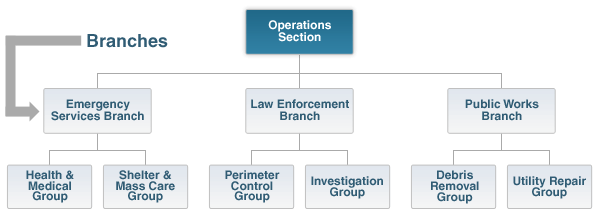 Operations
Section
Branches
Emergency
Services Branch
Law Enforcement
Branch
Public Works
Branch
Health &
Medical
Group
Shelter &
Mass Care
Group
Perimeter
Control
Group
Investigation
Group
Debris
Removal
Group
Utility Repair
Group